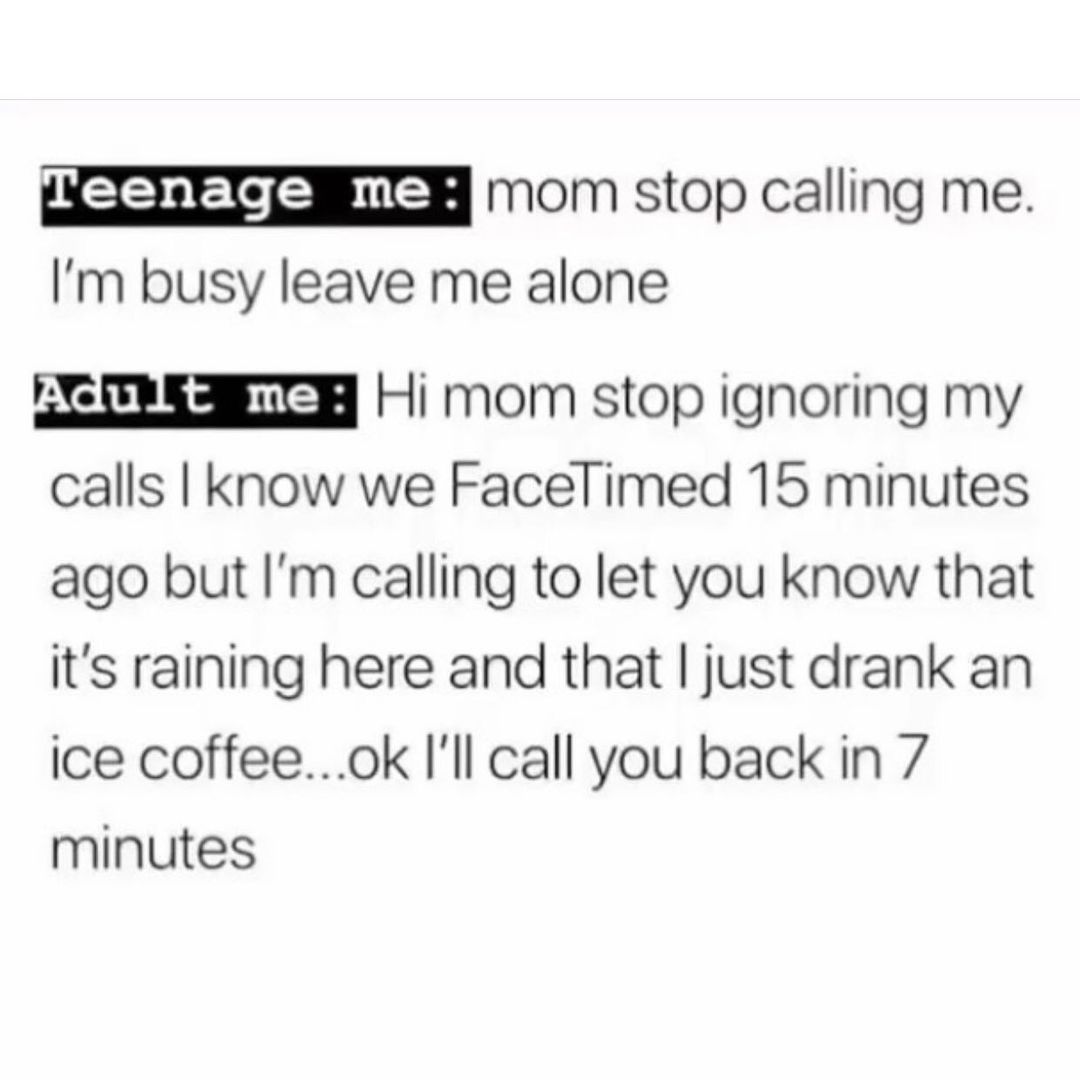 Teenage me: mom stop calling me.
I'm busy leave me alone
Adult me: Hi mom stop ignoring my
calls I know we FaceTimed 15 minutes
ago but I'm calling to let you know that
it's raining here and that I just drank an
ice coffee...ok I'll call you back in 7
minutes